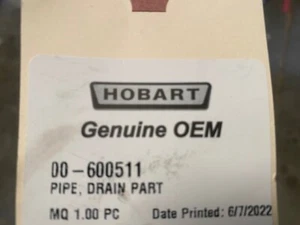 HOBART
Genuine OEM
00-600511
PIPE, DRAIN PART
MQ 1.00 PC Date Printed: 6/7/2022